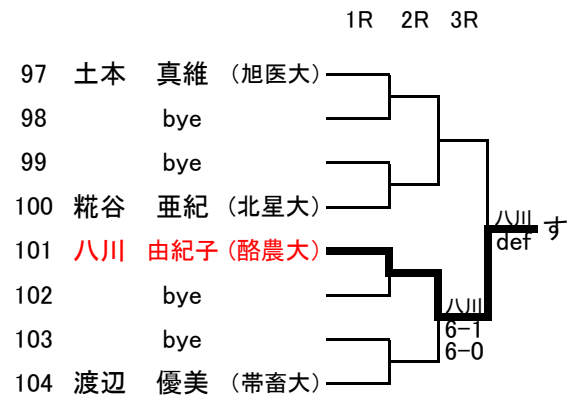 1R 2R 3R
97 土本 真維 (旭医大)
98 bye
99 bye
100 糀谷 亜紀 (北星大)
八川 す
def
101 八川 由紀子 (酪農大)
102 bye
八川
6-1
6-0
103 bye
104 渡辺 優美 (帯畜大)